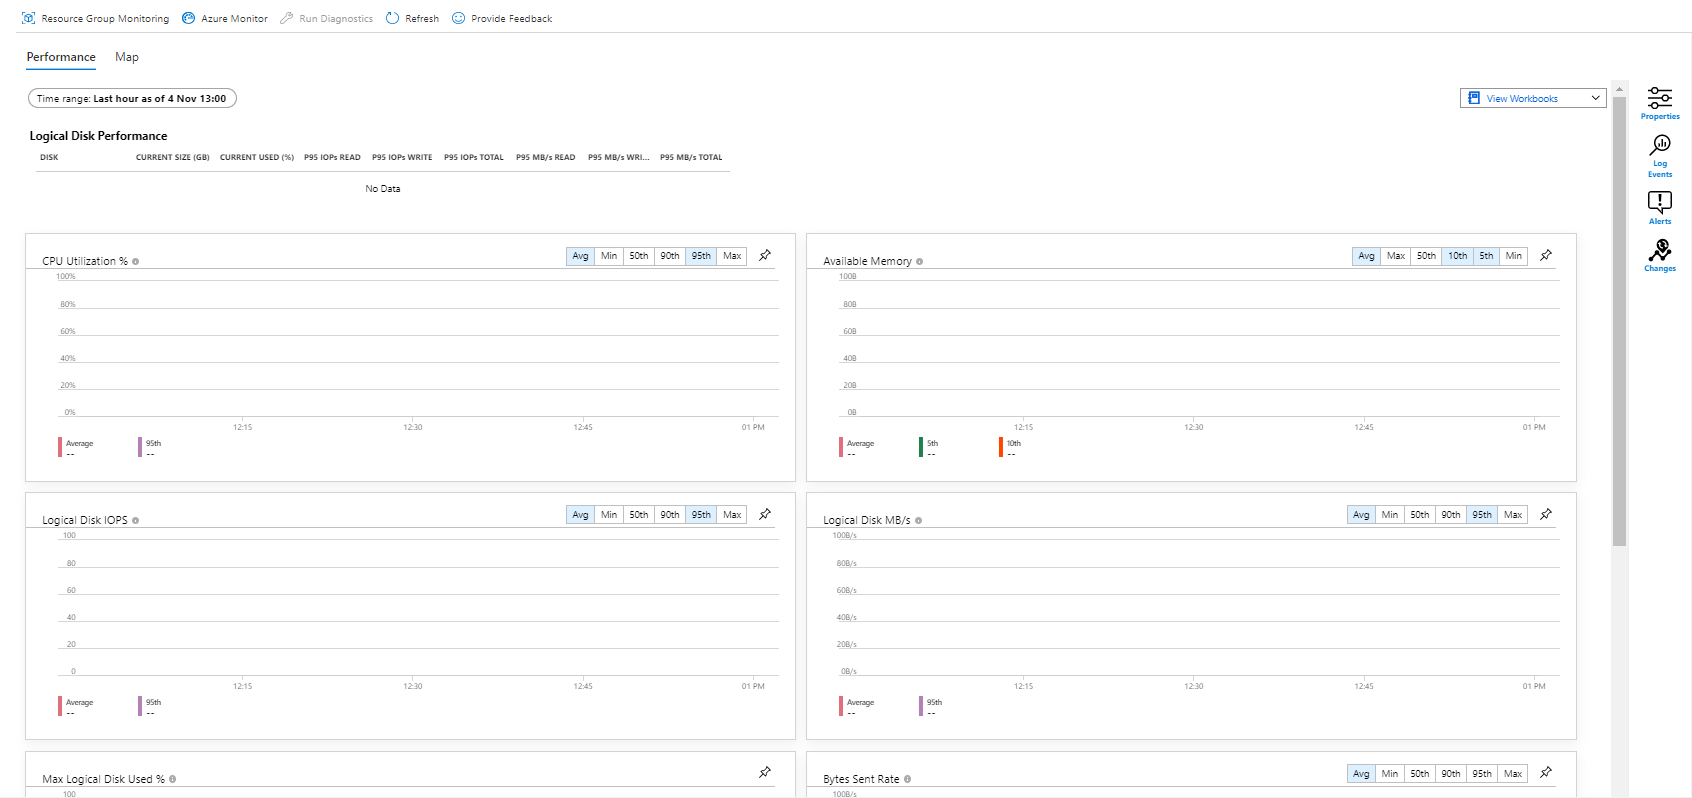 Resource Group Monitoring Azure Monitor Run Diagnostics Refresh Provide Feedback
Performance Map
Time range: Last hour as of 4 Nov 13:00
View Workbooks
Properties
Log
Events
Alerts
Changes
Logical Disk Performance
DISK CURRENT SIZE (GB) CURRENT USED (%) P95 IOPs READ P95 IOPs WRITE P95 IOPs TOTAL P95 MB/s READ P95 MB/s WRI... P95 MB/s TOTAL
No Data
CPU Utilization %
Avg Min 50th 90th 95th Max
100%
80%
60%
40%
20%
0%
12:15 12:30 12:45 01 PM
Average 95th
-- --
Available Memory
Avg Max 50th 10th 5th Min
100B
80B
60B
40B
20B
0B
12:15 12:30 12:45 01 PM
Average 5th 10th
-- -- --
Logical Disk IOPS
Avg Min 50th 90th 95th Max
100
80
60
40
20
0
12:15 12:30 12:45 01 PM
Average 95th
-- --
Logical Disk MB/s
Avg Min 50th 90th 95th Max
100B/s
80B/s
60B/s
40B/s
20B/s
0B/s
12:15 12:30 12:45 01 PM
Average 95th
-- --
Max Logical Disk Used %
100
Bytes Sent Rate
Avg Min 50th 90th 95th Max
100B/s